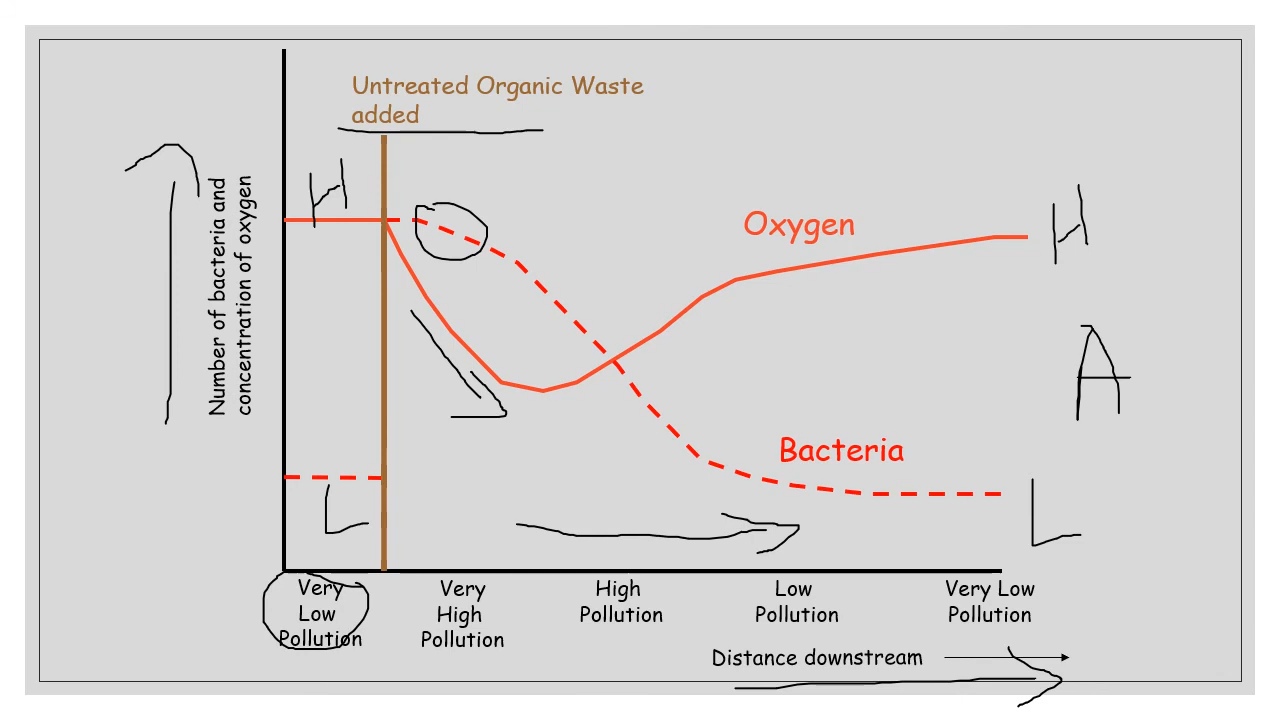 Untreated Organic Waste
added
H
H
Number of bacteria and
concentration of oxygen
Oxygen
A
Bacteria
L
L
Very
Low
Pollution
Very
High
Pollution
High
Pollution
Low
Pollution
Very Low
Pollution
Distance downstream